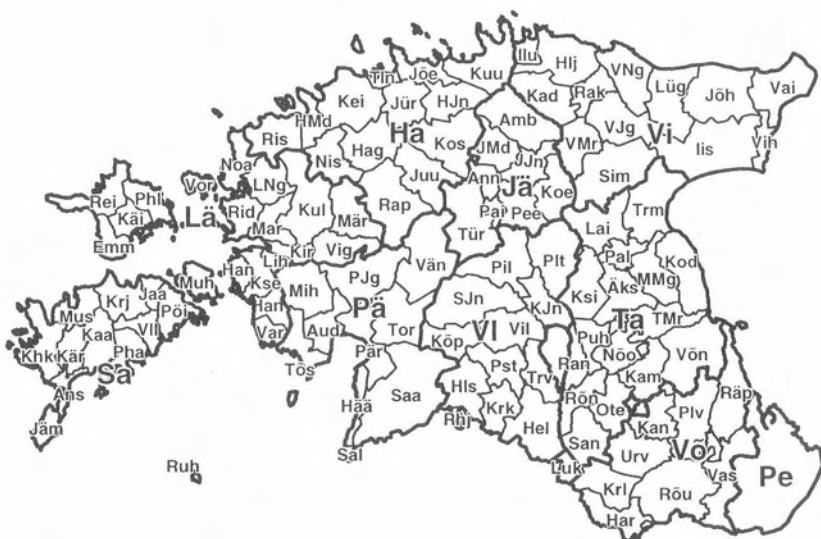 Ilu
Tln
Jõe
Kuu
Hlj
VNg
Kei
Jür
HJn
Kad
Rak
Lüg
Jõh
Vai
HMd
Ris
Ha
Amb
VJg
Vi
Nis
Hag
Kos
JMd
JJn
VMr
Iis
Vih
Noa
LNg
Juu
Ann
Jä
Koe
Sim
Vor
Rei
Phl
Käi
Lä
Rid
Kul
Mär
Rap
Pai
Pee
Trm
Mar
Tür
Lai
Emm
Kir
Vig
Lih
Vän
Pil
Plt
Pal
Kod
Muh
Han
Kse
Mih
PJg
Ksi
Äks
MMg
Jaa
Krj
Pöi
Mus
Kaa
Vll
Han
Pä
SJn
KJn
Ta
TMr
Var
Aud
Tor
Vl
Vil
Puh
Nõo
Võn
Khk
Kär
Pha
Sa
Tõs
Pär
Kõp
Pst
Trv
Ran
Kam
Ans
Saa
Hls
Krk
Rõn
Ote
Räp
Jäm
Hää
Rhj
Hel
San
Kan
Plv
Sal
Luk
Urv
Võ
Vas
Pe
Ruh
Krl
Rõu
Har